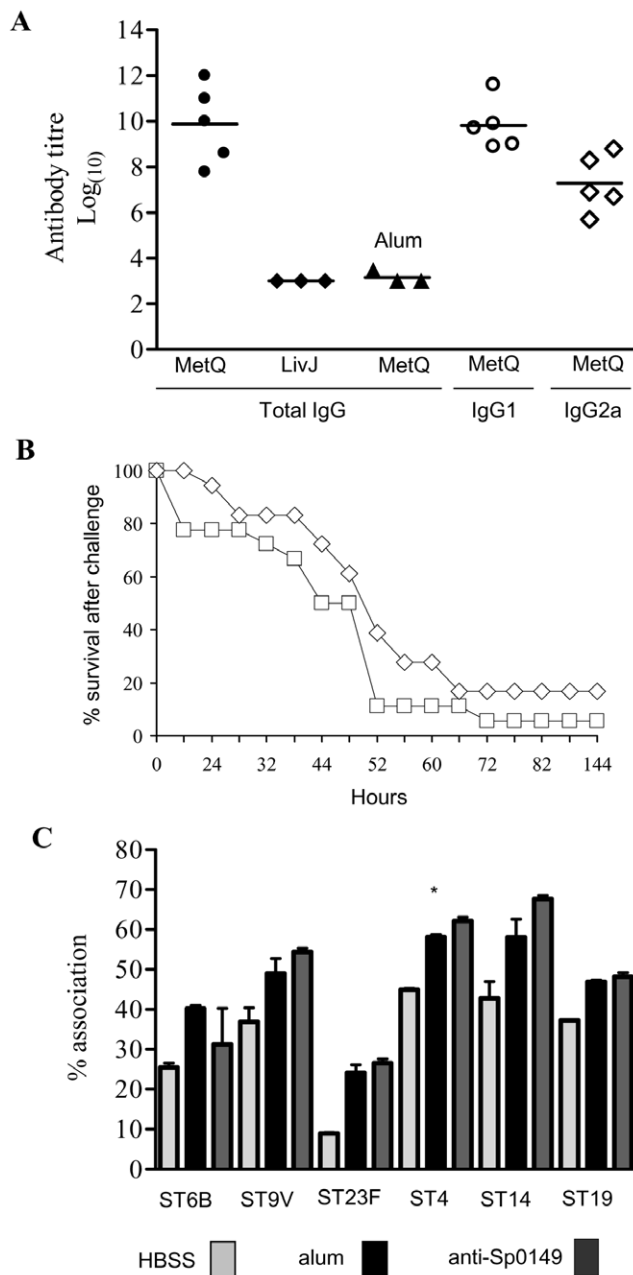 A
Antibody titre
Log(10)
14
12
10
8
6
4
2
0
Alum
MetQ LivJ MetQ MetQ MetQ
Total IgG IgG1 IgG2a
B
% survival after challenge
100
80
60
40
20
0
0 24 32 44 52 60 72 82 144
Hours
C
% association
80
70
60
50
40
30
20
10
0
*
ST6B ST9V ST23F ST4 ST14 ST19
HBSS alum anti-Sp0149